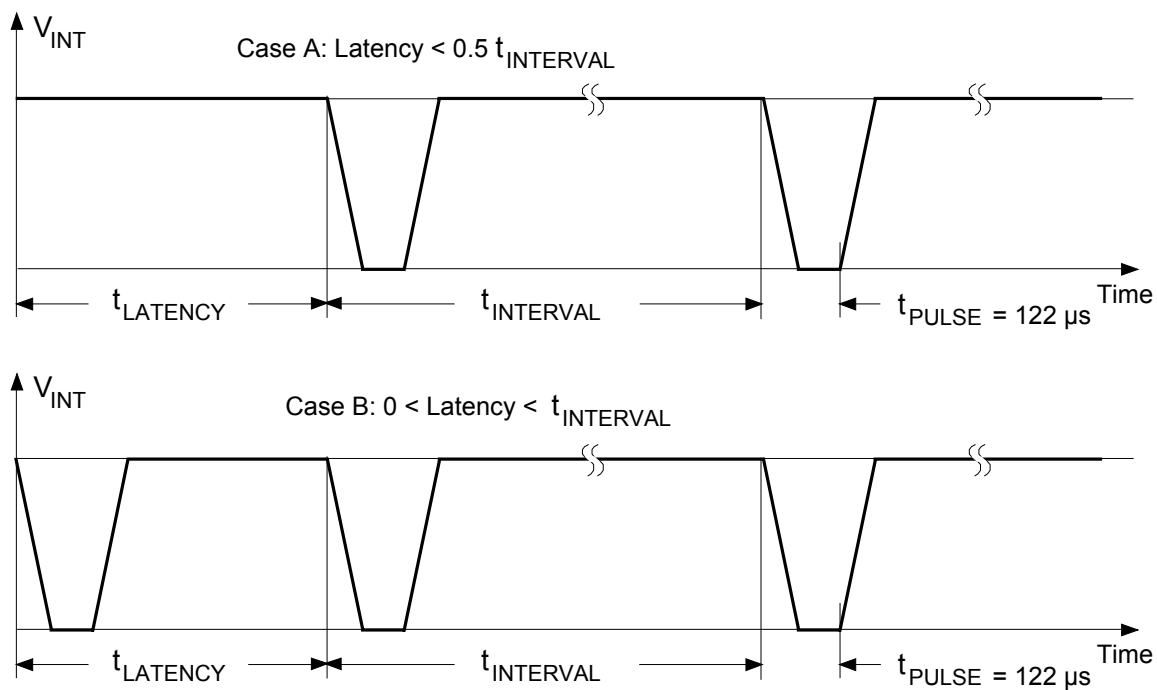 V_INT
Case A: Latency < 0.5 t_INTERVAL
t_LATENCY
t_INTERVAL
t_PULSE = 122 µs
Time
V_INT
Case B: 0 < Latency < t_INTERVAL
t_LATENCY
t_INTERVAL
t_PULSE = 122 µs
Time